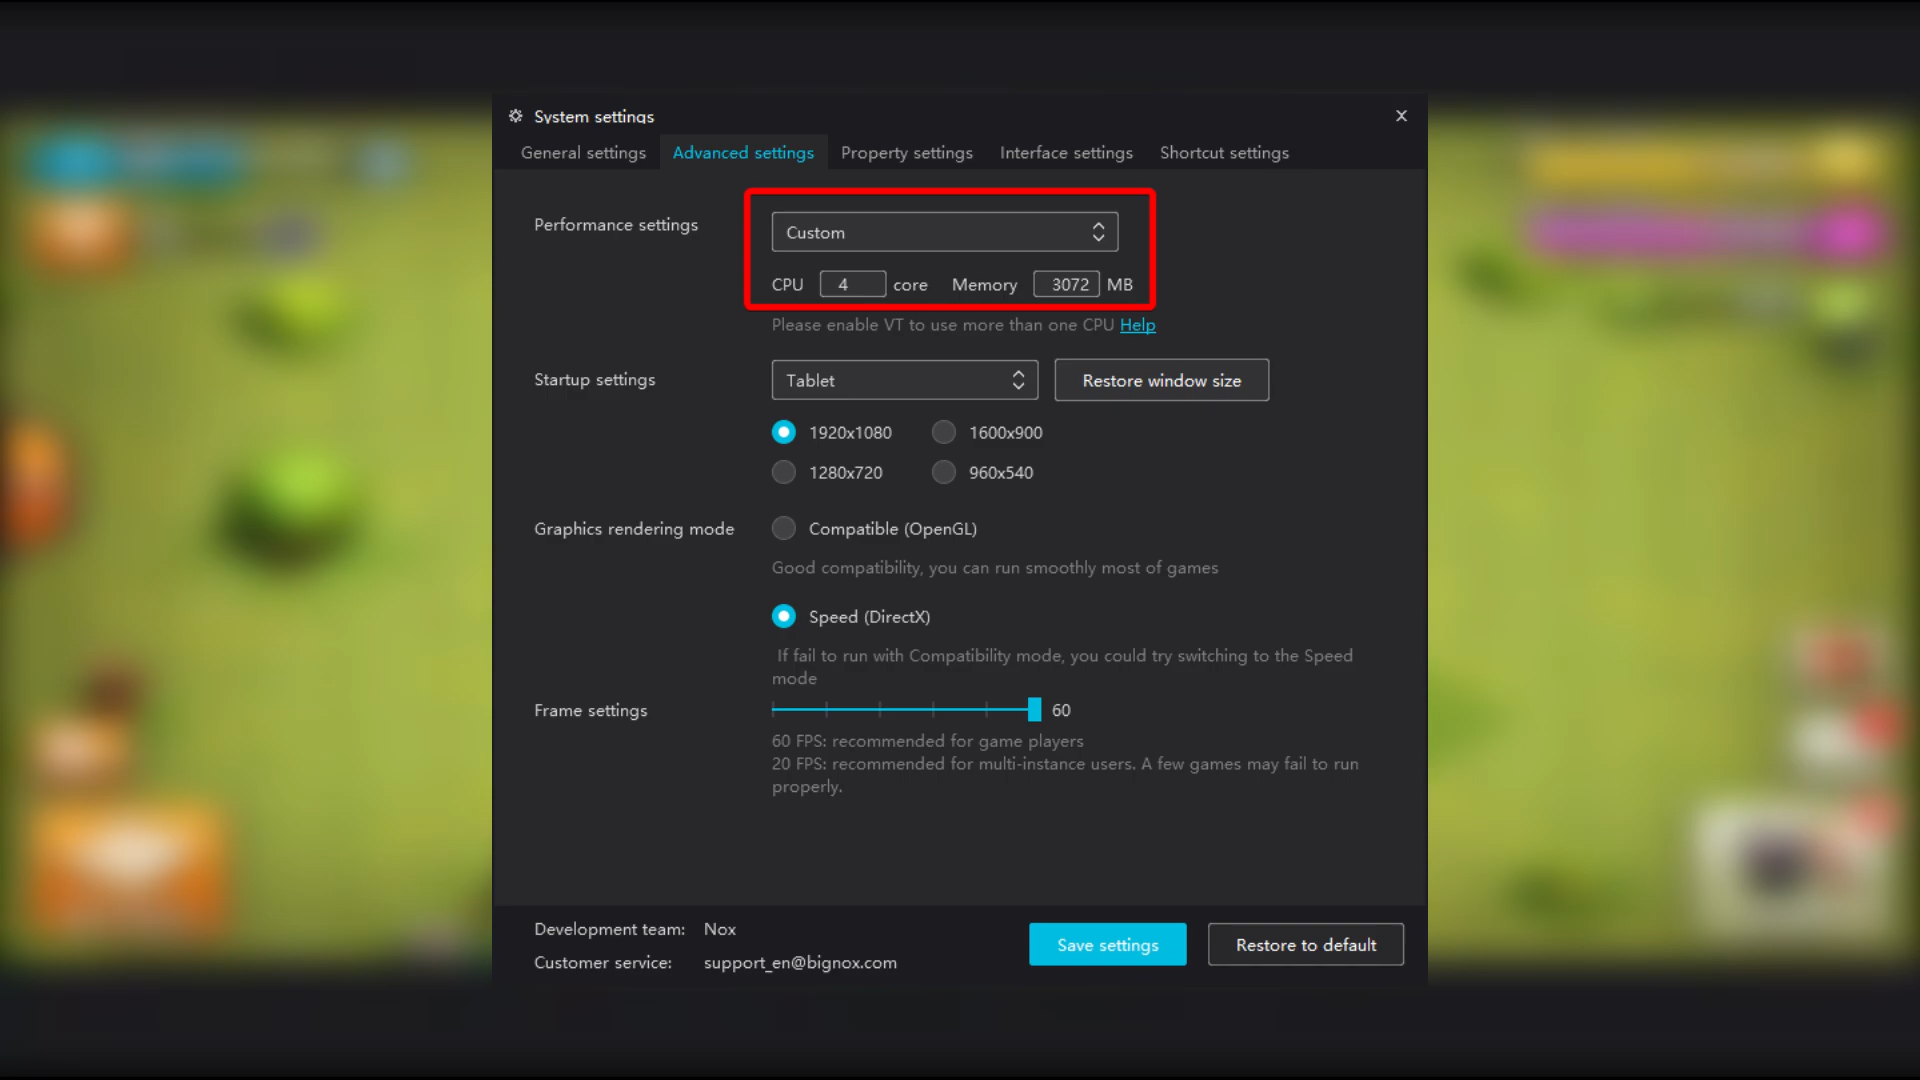 System settings
General settings Advanced settings Property settings Interface settings Shortcut settings
Performance settings Custom
CPU 4 core Memory 3072 MB
Please enable VT to use more than one CPU Help
Startup settings Tablet Restore window size
1920x1080 1600x900
1280x720 960x540
Graphics rendering mode Compatible (OpenGL)
Good compatibility, you can run smoothly most of games
Speed (DirectX)
If fail to run with Compatibility mode, you could try switching to the Speed
mode
Frame settings 60
60 FPS: recommended for game players
20 FPS: recommended for multi-instance users. A few games may fail to run
properly.
Development team: Nox
Customer service: support_en@bignox.com
Save settings Restore to default